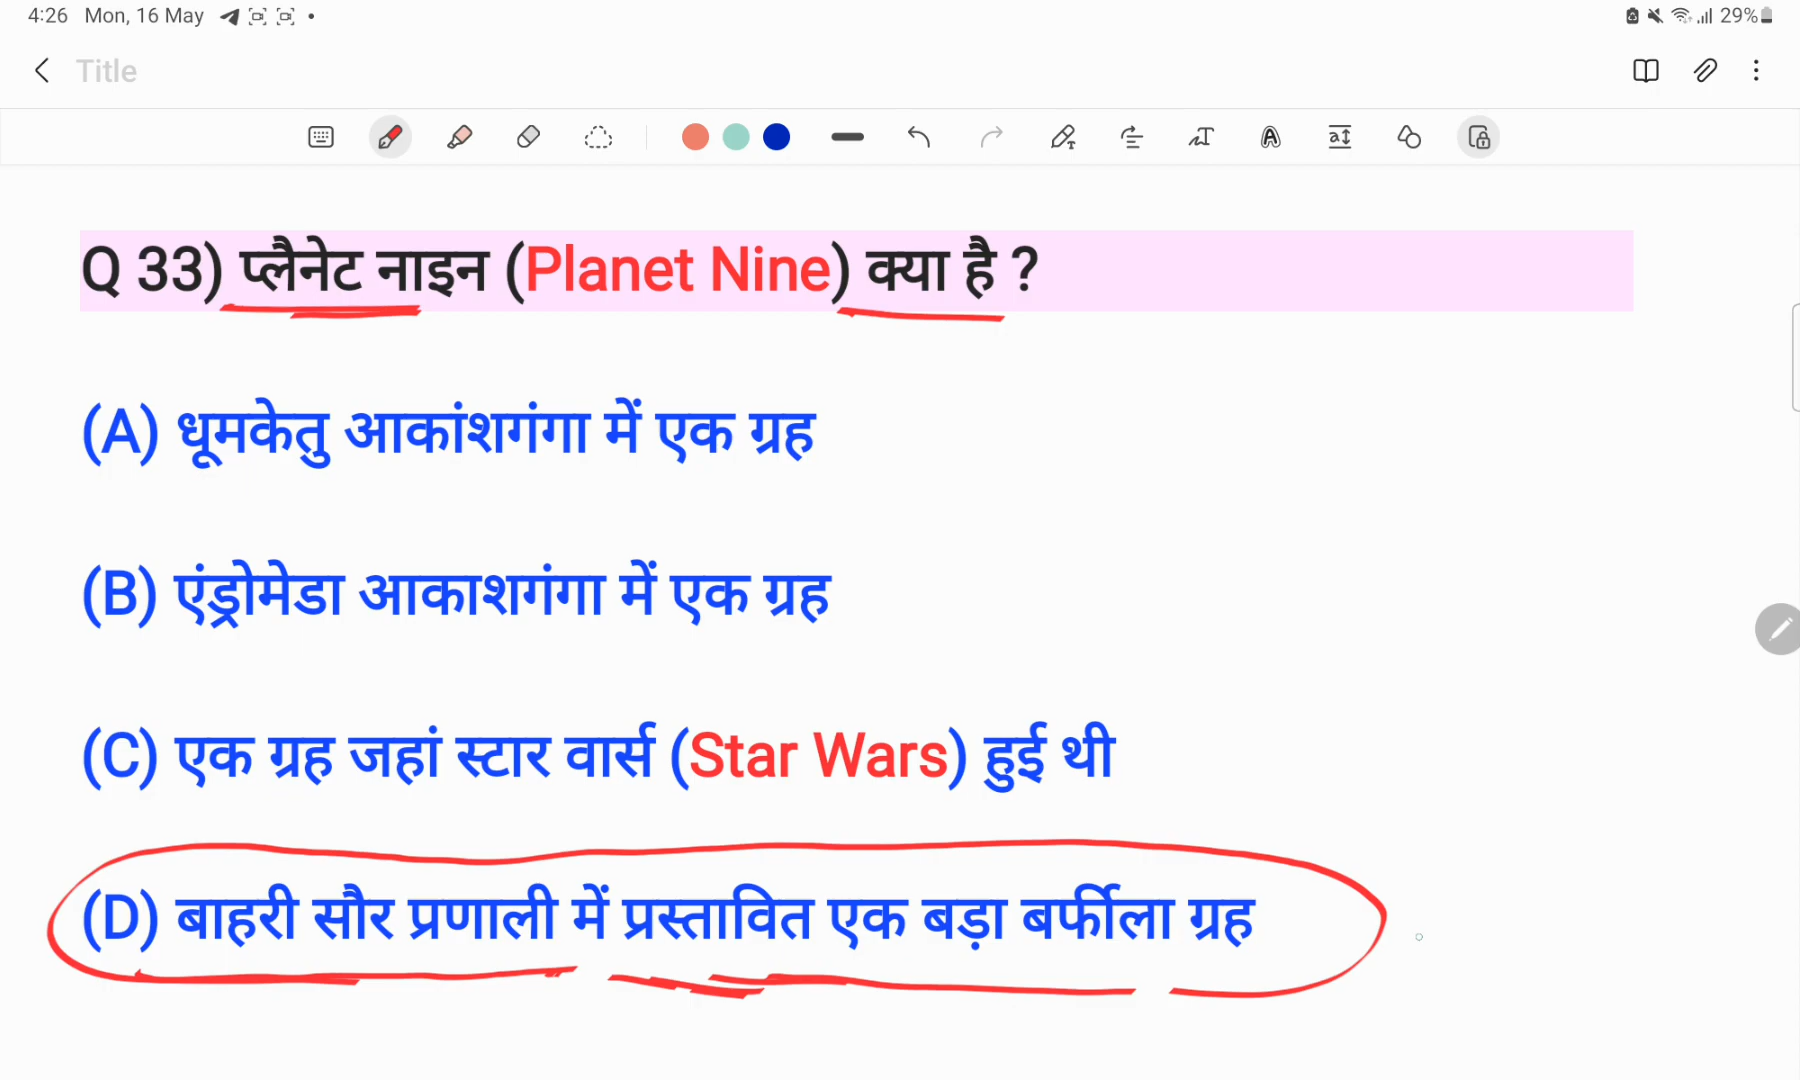 4:26 Mon, 16 May 29%
Title
Q 33) प्लैनेट नाइन (Planet Nine) क्या है ?
(A) धूमकेतु आकांशगंगा में एक ग्रह
(B) एंड्रोमेडा आकाशगंगा में एक ग्रह
(C) एक ग्रह जहां स्टार वार्स (Star Wars) हुई थी
(D) बाहरी सौर प्रणाली में प्रस्तावित एक बड़ा बर्फीला ग्रह